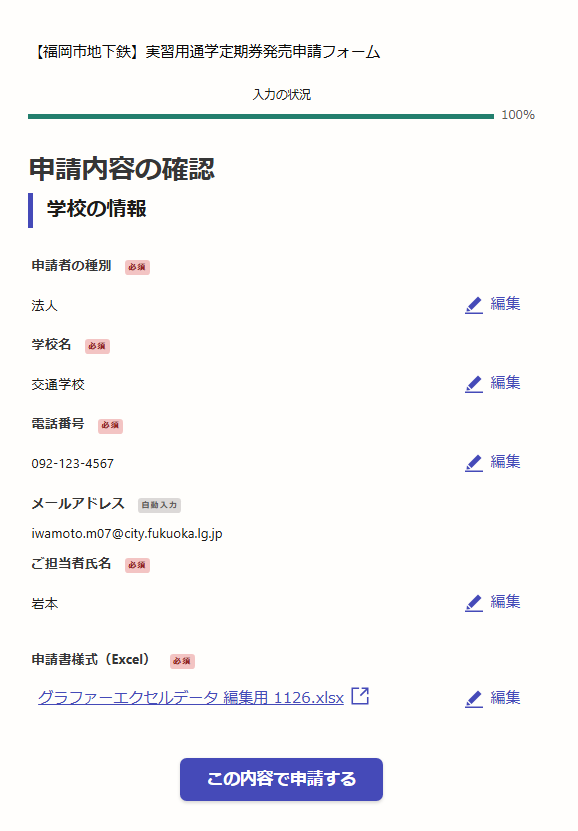 【福岡市地下鉄】実習用通学定期券発売申請フォーム
入力の状況
100%
申請内容の確認
学校の情報
申請者の種別 必須
法人 編集
学校名 必須
交通学校 編集
電話番号 必須
092-123-4567 編集
メールアドレス 自動入力
iwamoto.m07@city.fukuoka.lg.jp
ご担当者氏名 必須
岩本 編集
申請書様式（Excel） 必須
グラファーエクセルデータ 編集用 1126.xlsx 編集
この内容で申請する